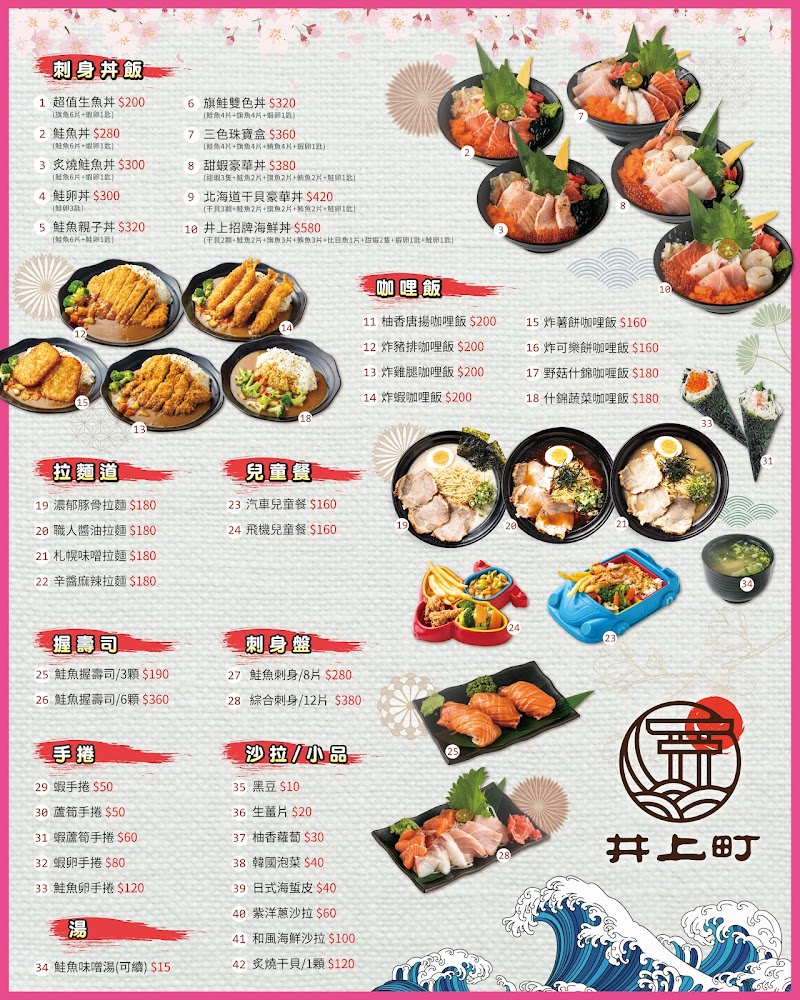 刺身丼飯
1 超值生魚丼 $200
(旗魚6片+蝦卵1匙)
2 鮭魚丼 $280
(鮭魚6片+蝦卵1匙)
3 炙燒鮭魚丼 $300
(鮭魚6片+蝦卵1匙)
4 鮭卵丼 $300
(鮭卵3匙)
5 鮭魚親子丼 $320
(鮭魚6片+鮭卵1匙)
6 旗鮭雙色丼 $320
(鮭魚4片+旗魚4片+蝦卵1匙)
7 三色珠寶盒 $360
(鮭魚4片+旗魚4片+鮪魚4片+蝦卵1匙)
8 甜蝦豪華丼 $380
(甜蝦3隻+鮭魚2片+旗魚2片+鮪魚2片+鮭卵1匙)
9 北海道干貝豪華丼 $420
(干貝3顆+鮭魚2片+旗魚2片+鮪魚2片+鮭卵1匙)
10 井上招牌海鮮丼 $580
(干貝2顆+鮭魚2片+旗魚3片+鮪魚3片+比目魚1片+甜蝦2隻+蝦卵1匙+鮭卵1匙)
2
7
3
8
10
咖哩飯
11 柚香唐揚咖哩飯 $200
12 炸豬排咖哩飯 $200
13 炸雞腿咖哩飯 $200
14 炸蝦咖哩飯 $200
15 炸薯餅咖哩飯 $160
16 炸可樂餅咖哩飯 $160
17 野菇什錦咖喱飯 $180
18 什錦蔬菜咖哩飯 $180
12
14
15
13
18
33
31
拉麵道
19 濃郁豚骨拉麵 $180
20 職人醬油拉麵 $180
21 札幌味噌拉麵 $180
22 辛醬麻辣拉麵 $180
兒童餐
23 汽車兒童餐 $160
24 飛機兒童餐 $160
19
20
21
34
24
23
握壽司
25 鮭魚握壽司/3顆 $190
26 鮭魚握壽司/6顆 $360
刺身盤
27 鮭魚刺身/8片 $280
28 綜合刺身/12片 $380
25
28
手捲
29 蝦手捲 $50
30 蘆筍手捲 $50
31 蝦蘆筍手捲 $60
32 蝦卵手捲 $80
33 鮭魚卵手捲 $120
湯
34 鮭魚味噌湯(可續) $15
沙拉/小品
35 黑豆 $10
36 生薑片 $20
37 柚香蘿蔔 $30
38 韓國泡菜 $40
39 日式海蜇皮 $40
40 紫洋蔥沙拉 $60
41 和風海鮮沙拉 $100
42 炙燒干貝/1顆 $120
井上町